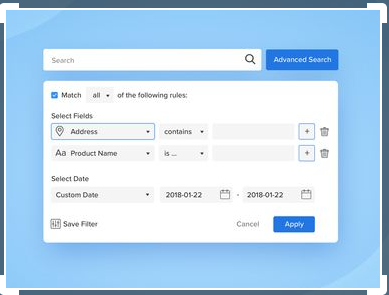 Search
Advanced Search
Match all of the following rules:
Select Fields
Address contains +
Aa Product Name is ... +
Select Date
Custom Date 2018-01-22 - 2018-01-22
Save Filter Cancel Apply